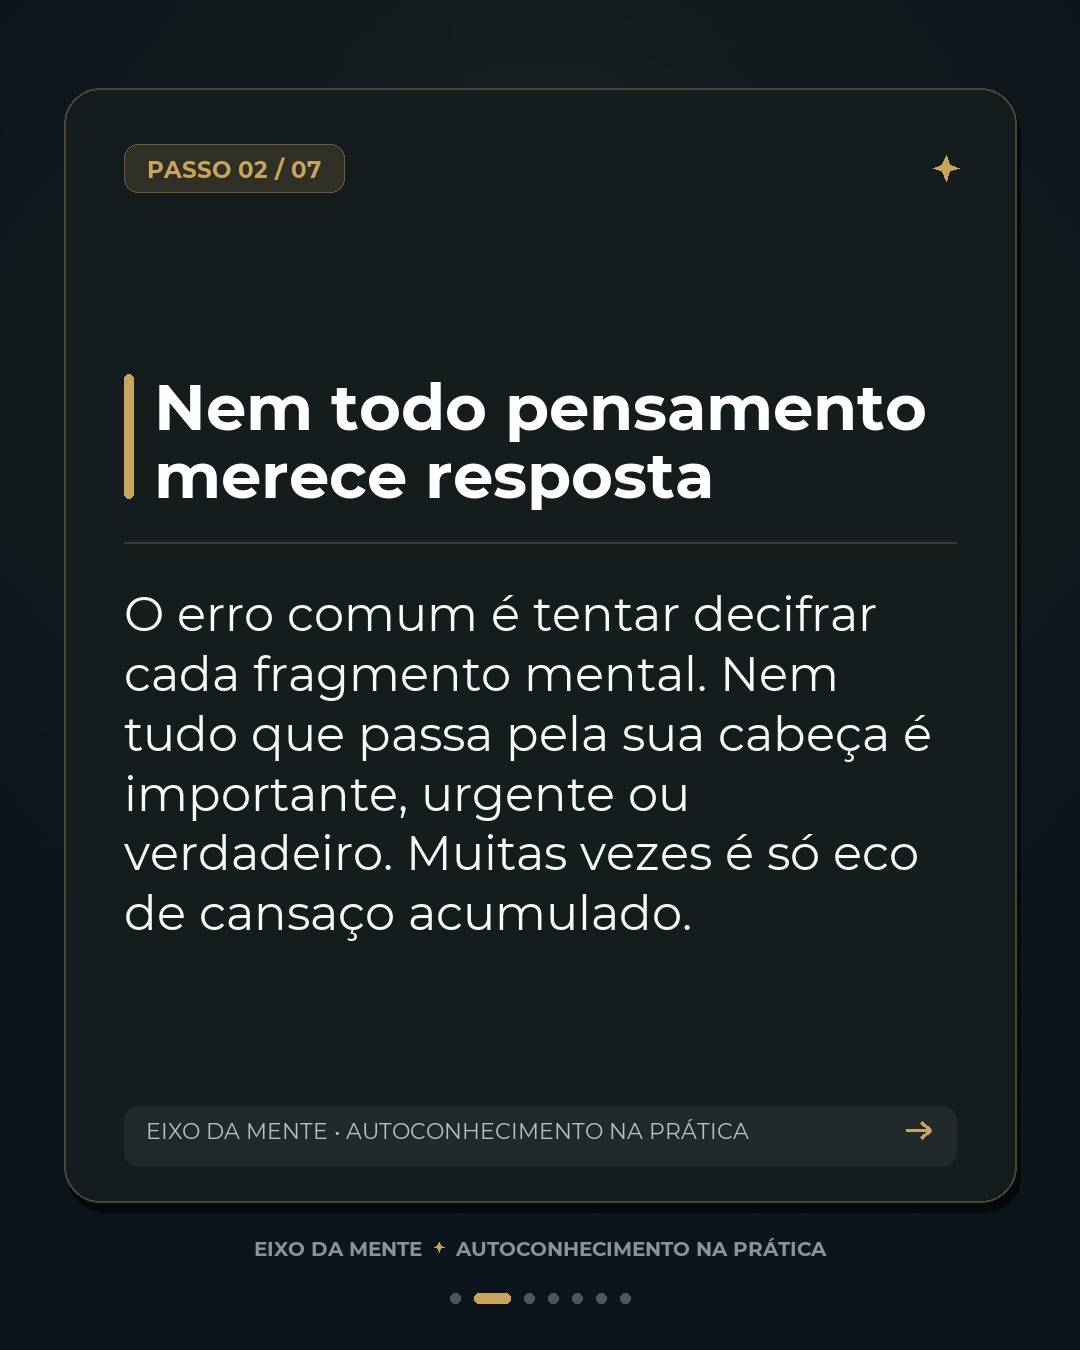 PASSO 02 / 07
Nem todo pensamento
merece resposta
O erro comum é tentar decifrar
cada fragmento mental. Nem
tudo que passa pela sua cabeça é
importante, urgente ou
verdadeiro. Muitas vezes é só eco
de cansaço acumulado.
EIXO DA MENTE · AUTOCONHECIMENTO NA PRÁTICA
EIXO DA MENTE ✦ AUTOCONHECIMENTO NA PRÁTICA